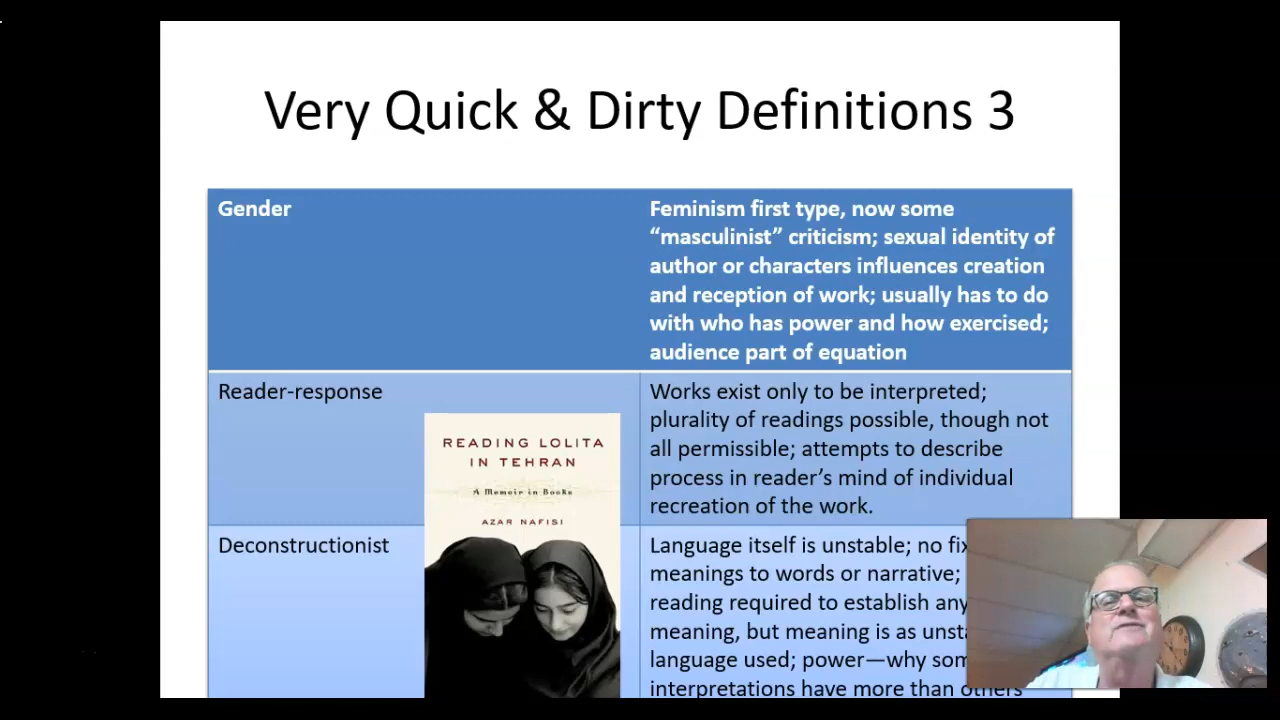 Very Quick & Dirty Definitions 3
Gender
Feminism first type, now some
“masculinist” criticism; sexual identity of
author or characters influences creation
and reception of work; usually has to do
with who has power and how exercised;
audience part of equation
Reader-response
Works exist only to be interpreted;
plurality of readings possible, though not
all permissible; attempts to describe
process in reader’s mind of individual
recreation of the work.
READING LOLITA
IN TEHRAN
A Memoir in Books
AZAR NAFISI
Deconstructionist
Language itself is unstable; no
meanings to words or narrative;
reading required to establish any
meaning, but meaning is as
language used; power—why
interpretations have more than others